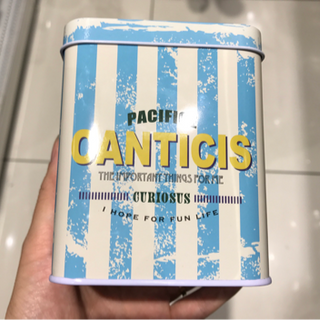 PACIFIC
CANTICIS
THE IMPORTANT THINGS FOR ME
CURIOSUS
I HOPE FOR FUN LIFE